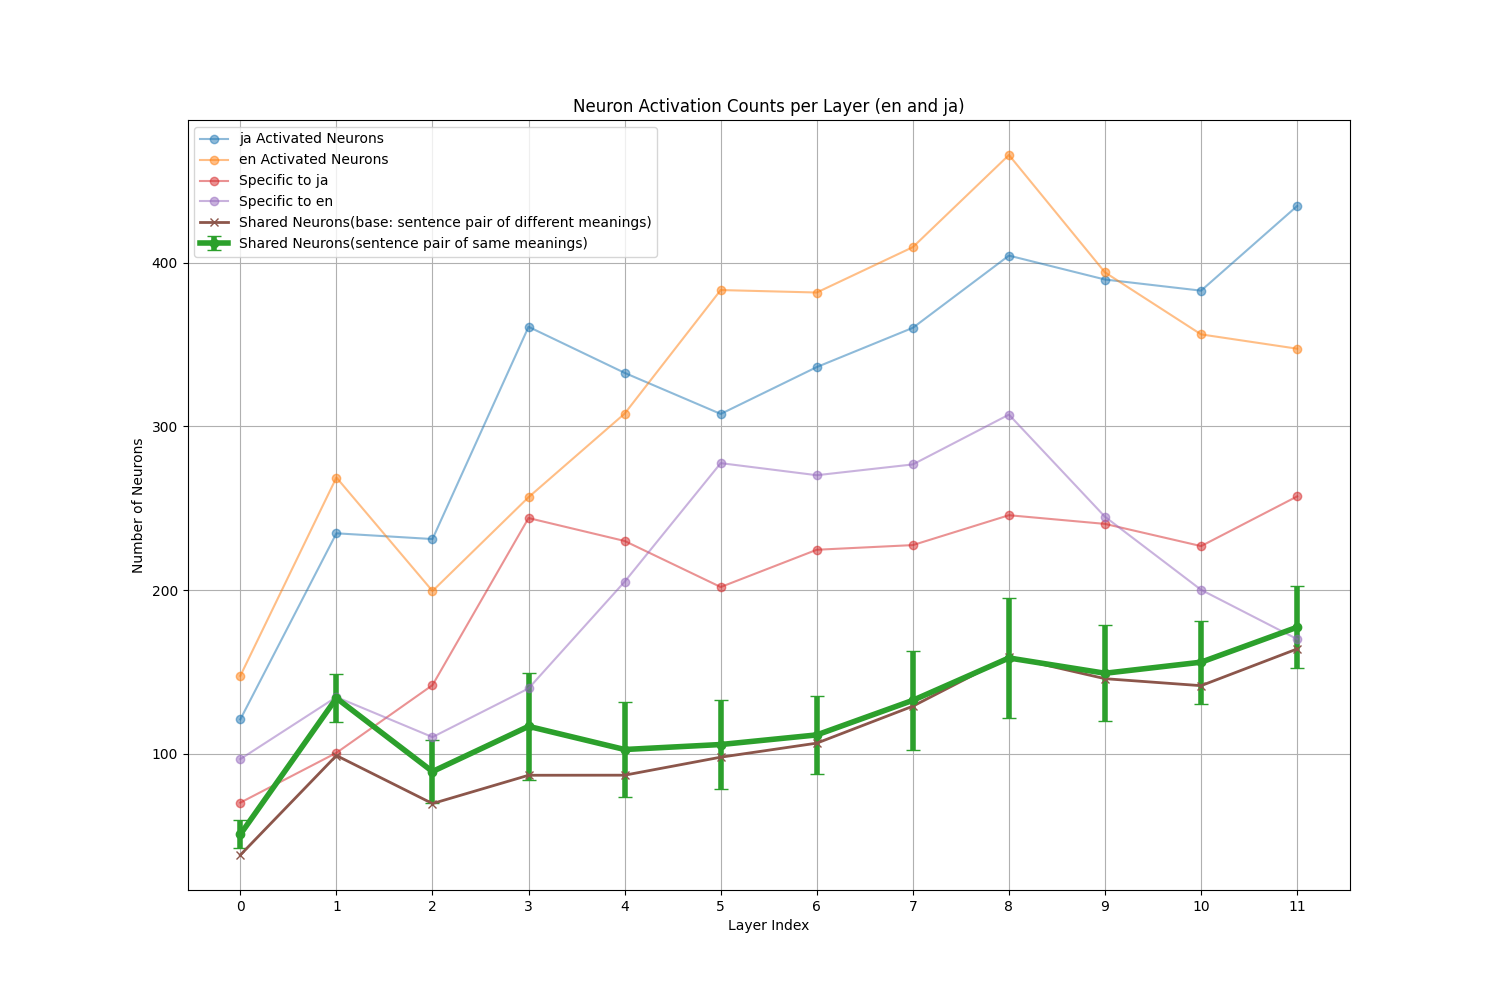 Neuron Activation Counts per Layer (en and ja)
ja Activated Neurons
en Activated Neurons
Specific to ja
Specific to en
Shared Neurons(base: sentence pair of different meanings)
Shared Neurons(sentence pair of same meanings)
400
300
200
100
Number of Neurons
0 1 2 3 4 5 6 7 8 9 10 11
Layer Index